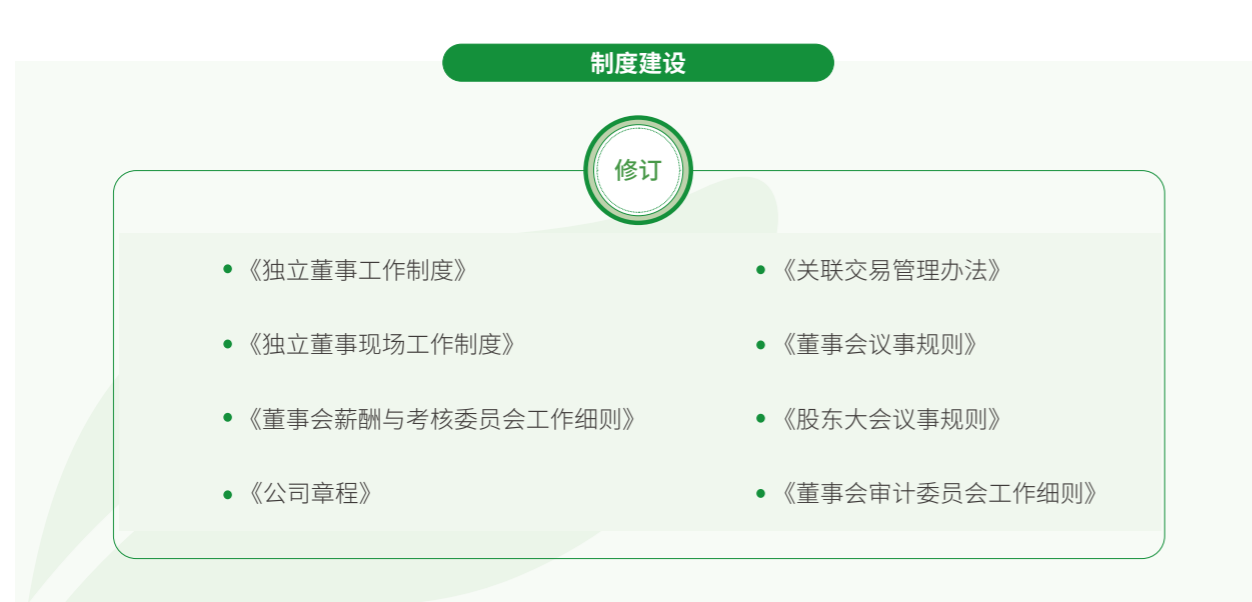 制度建设
修订
《独立董事工作制度》
《关联交易管理办法》
《独立董事现场工作制度》
《董事会议事规则》
《董事会薪酬与考核委员会工作细则》
《股东大会议事规则》
《公司章程》
《董事会审计委员会工作细则》